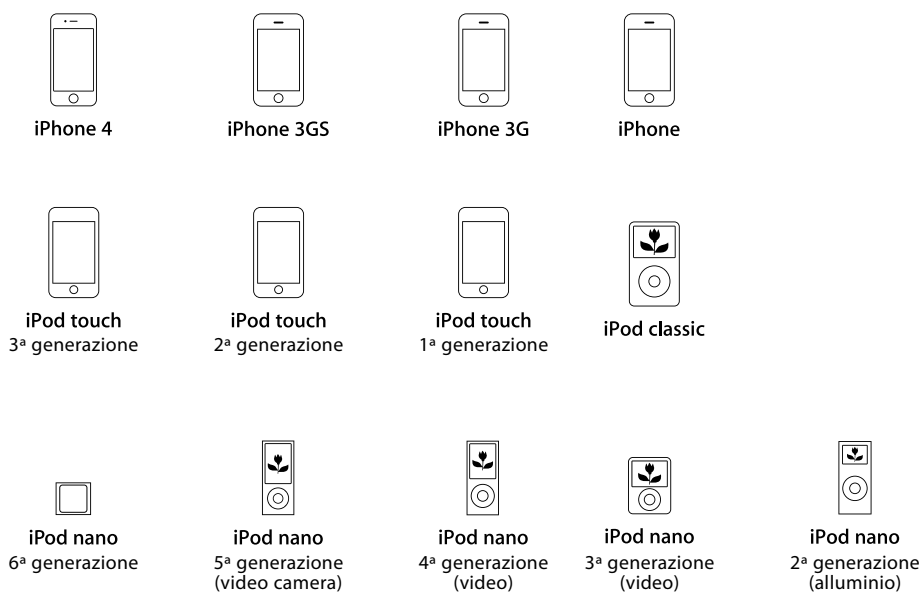 iPhone 4
iPhone 3GS
iPhone 3G
iPhone
iPod touch
3ª generazione
iPod touch
2ª generazione
iPod touch
1ª generazione
iPod classic
iPod nano
6ª generazione
iPod nano
5ª generazione
(video camera)
iPod nano
4ª generazione
(video)
iPod nano
3ª generazione
(video)
iPod nano
2ª generazione
(alluminio)